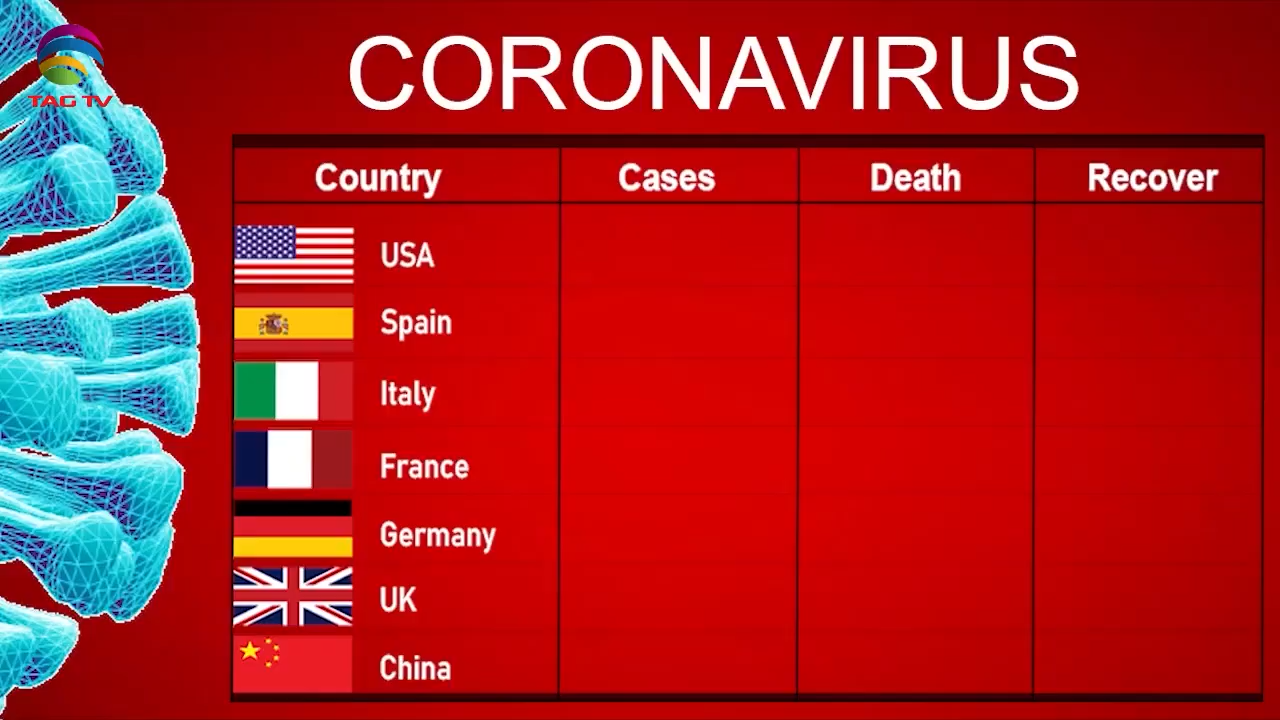 TAG TV
CORONAVIRUS
Country Cases Death Recover
USA
Spain
Italy
France
Germany
UK
China